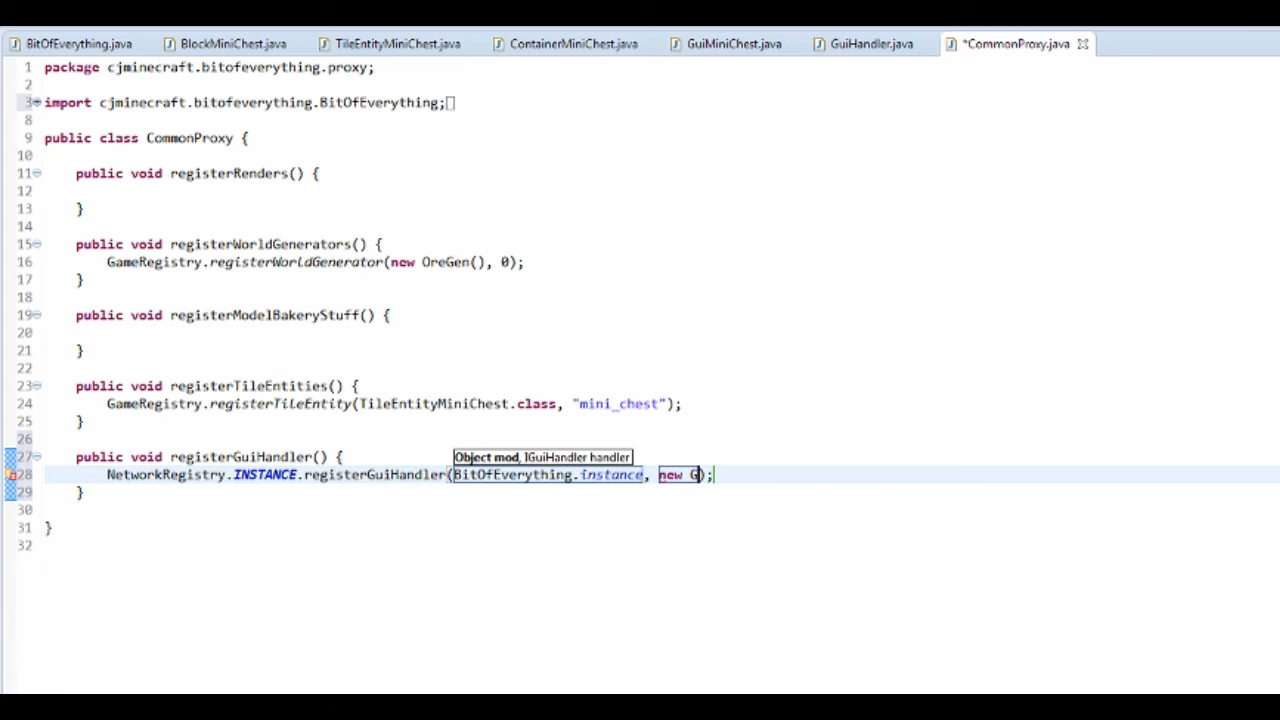 BitOfEverything.java BlockMiniChest.java TileEntityMiniChest.java ContainerMiniChest.java GuiMiniChest.java GuiHandler.java *CommonProxy.java
1 package cjminecraft.bitofeverything.proxy;
2
3 import cjminecraft.bitofeverything.BitOfEverything;
8
9 public class CommonProxy {
10
11 public void registerRenders() {
12
13 }
14
15 public void registerWorldGenerators() {
16 GameRegistry.registerWorldGenerator(new OreGen(), 0);
17 }
18
19 public void registerModelBakeryStuff() {
20
21 }
22
23 public void registerTileEntities() {
24 GameRegistry.registerTileEntity(TileEntityMiniChest.class, "mini_chest");
25 }
26
27 public void registerGuiHandler() {
Object mod, IGuiHandler handler
28 NetworkRegistry.INSTANCE.registerGuiHandler(BitOfEverything.instance, new G);
29 }
30
31 }
32